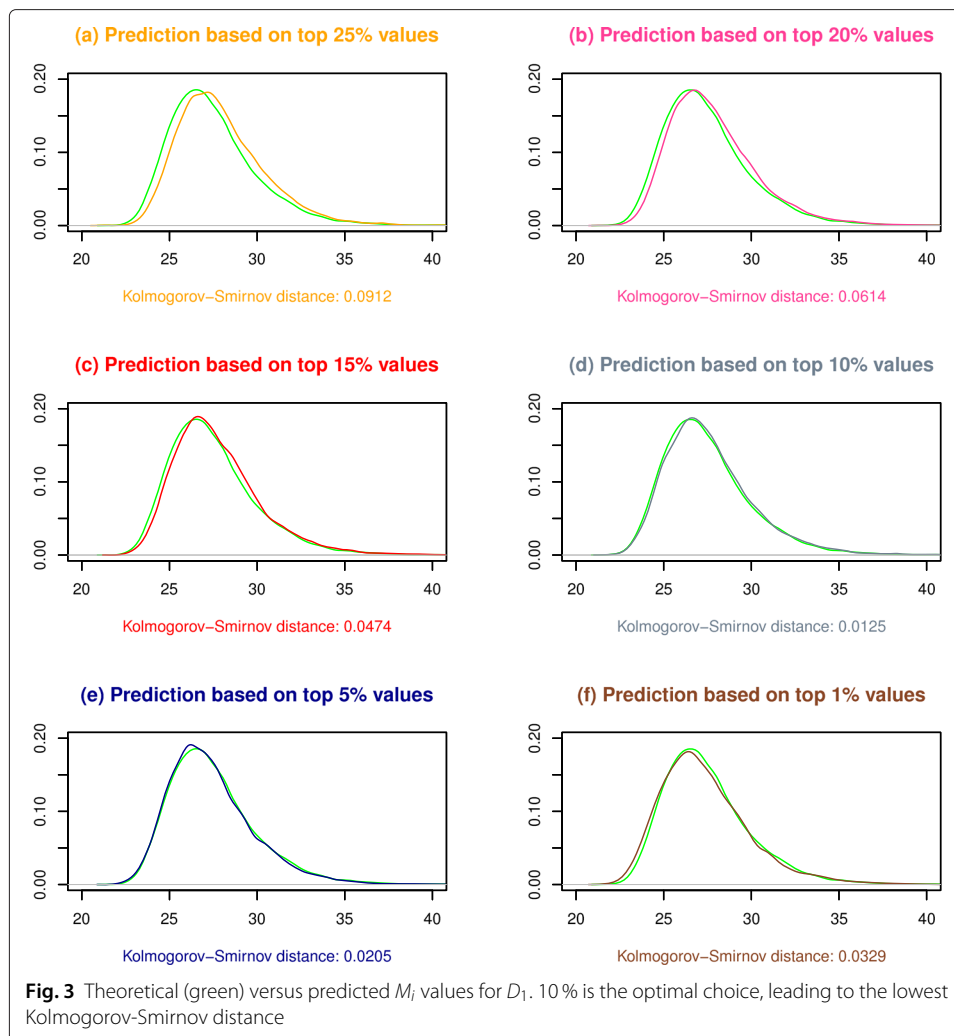 (a) Prediction based on top 25% values
0.20
0.10
0.00
20 25 30 35 40
Kolmogorov−Smirnov distance: 0.0912
(b) Prediction based on top 20% values
0.20
0.10
0.00
20 25 30 35 40
Kolmogorov−Smirnov distance: 0.0614
(c) Prediction based on top 15% values
0.20
0.10
0.00
20 25 30 35 40
Kolmogorov−Smirnov distance: 0.0474
(d) Prediction based on top 10% values
0.20
0.10
0.00
20 25 30 35 40
Kolmogorov−Smirnov distance: 0.0125
(e) Prediction based on top 5% values
0.20
0.10
0.00
20 25 30 35 40
Kolmogorov−Smirnov distance: 0.0205
(f) Prediction based on top 1% values
0.20
0.10
0.00
20 25 30 35 40
Kolmogorov−Smirnov distance: 0.0329
Fig. 3 Theoretical (green) versus predicted Mi values for D1. 10 % is the optimal choice, leading to the lowest
Kolmogorov-Smirnov distance